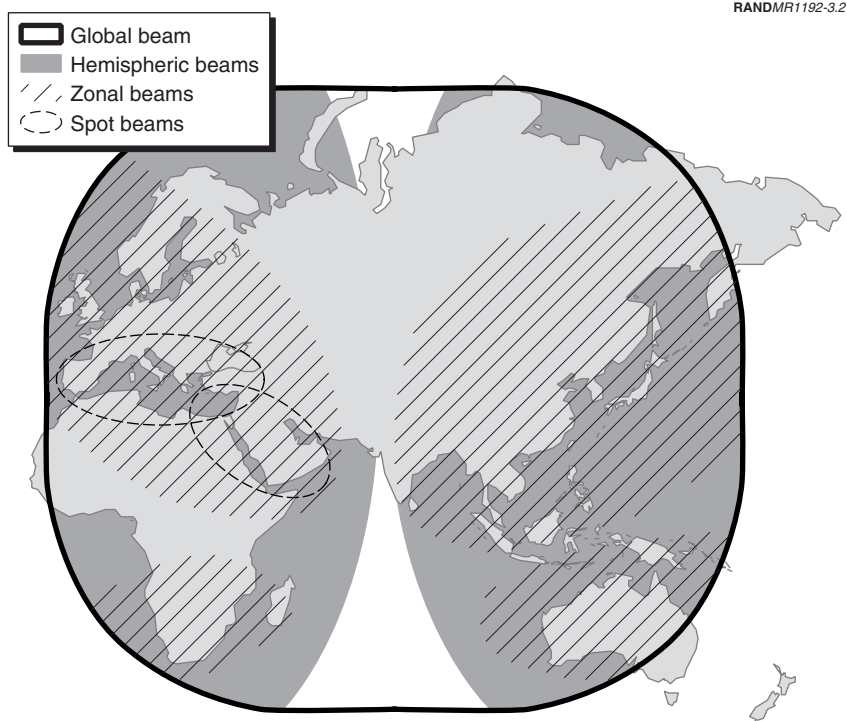 RANDMR1192-3.2
Global beam
Hemispheric beams
Zonal beams
Spot beams